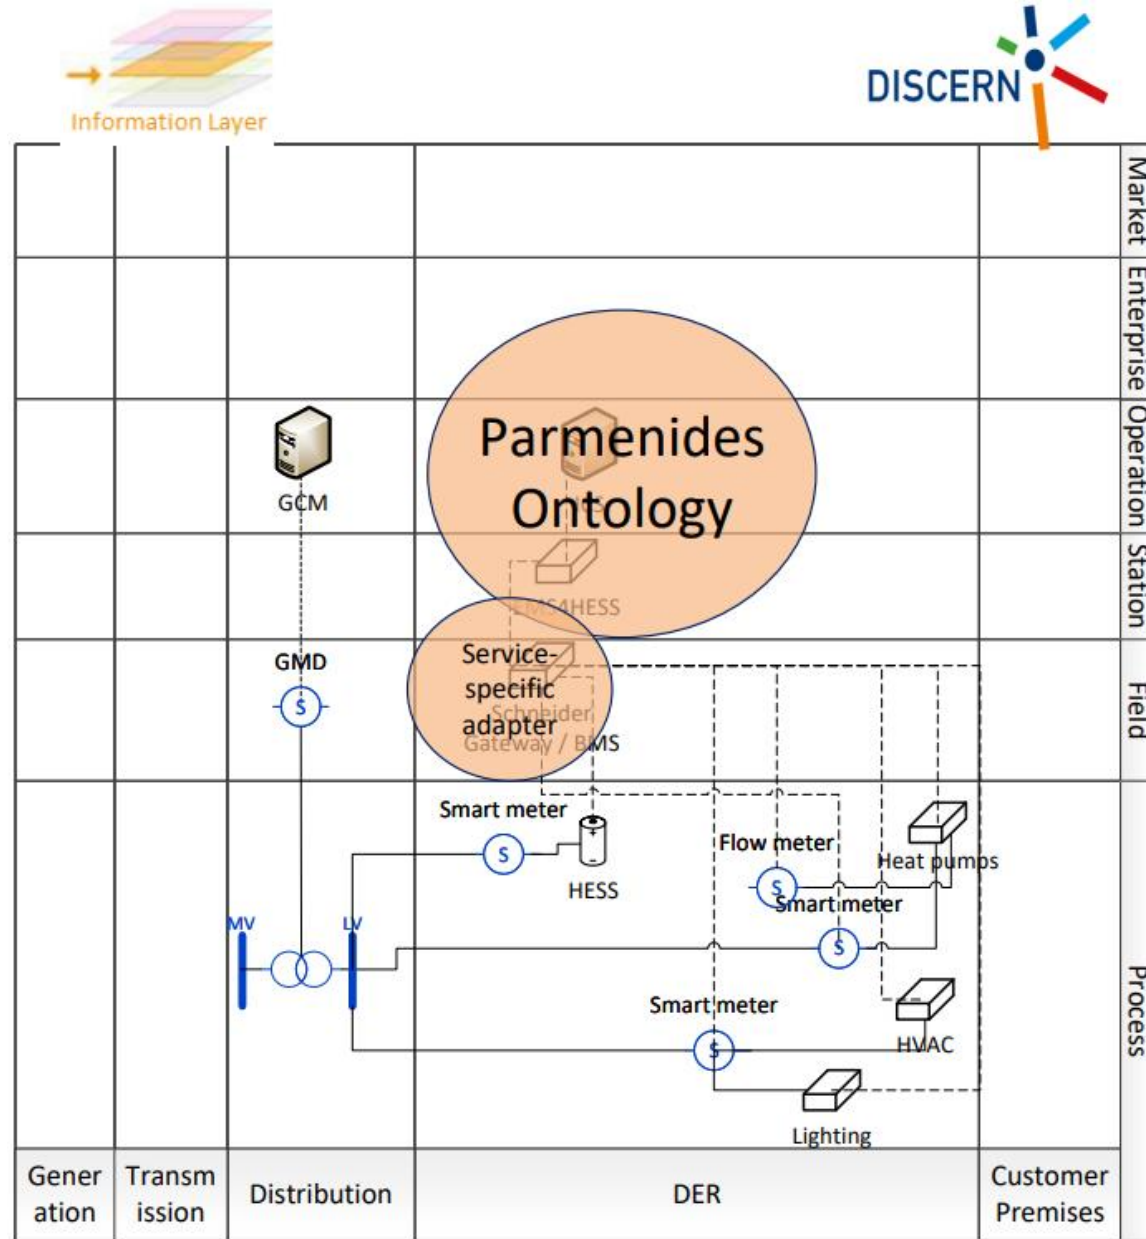 Information Layer
DISCERN
Market
Enterprise
Operation
Station
Field
Process
Parmenides
Ontology
GCM
EMS4HESS
GMD
S
Service-
specific
adapter
Schneider
Gateway / BMS
Smart meter
S
HESS
Flow meter
S
Heat pumps
Smart meter
S
MV
LV
Smart meter
S
HVAC
Lighting
Gener
ation
Transm
ission
Distribution
DER
Customer
Premises